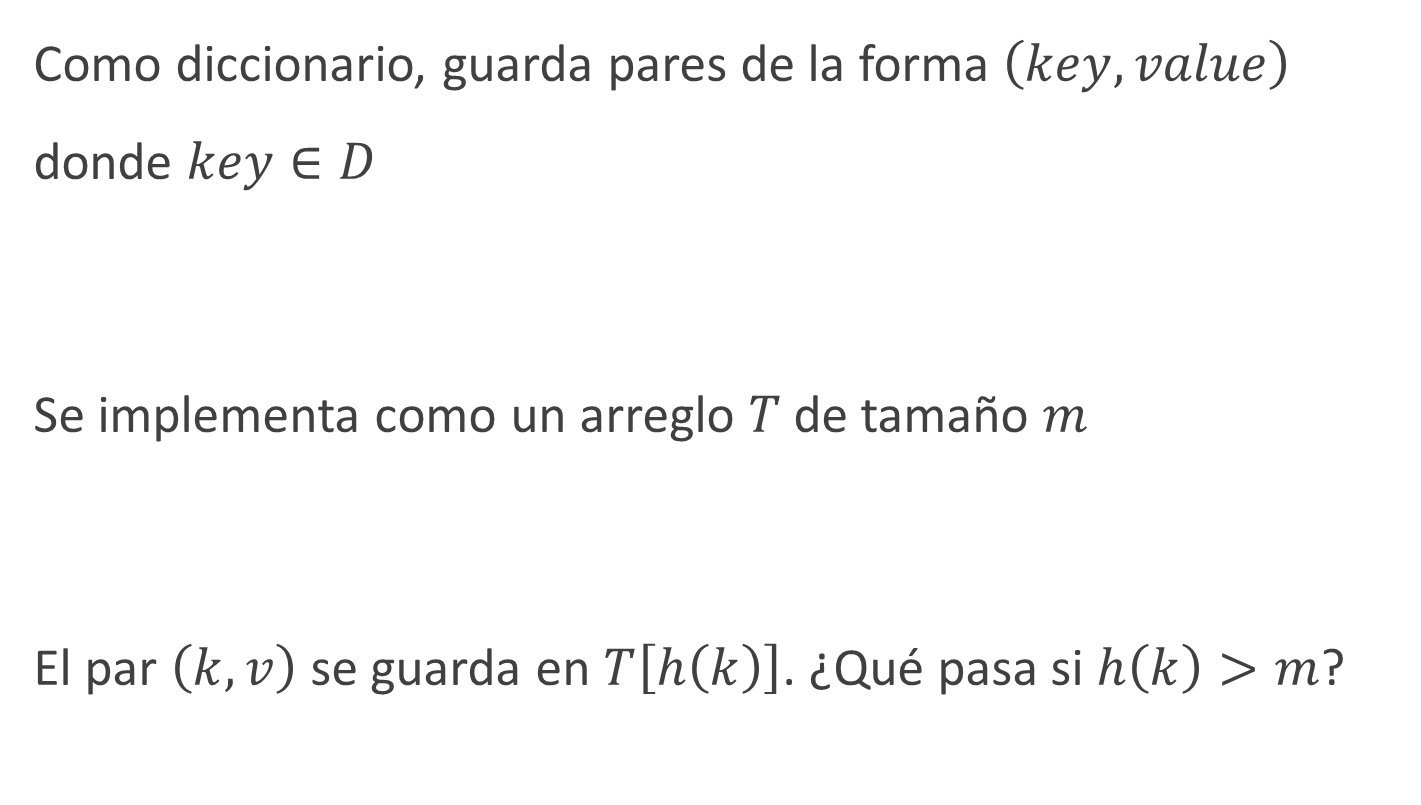 Como diccionario, guarda pares de la forma (key, value)
donde key ∈ D
Se implementa como un arreglo T de tamaño m
El par (k, v) se guarda en T[h(k)]. ¿Qué pasa si h(k) > m?